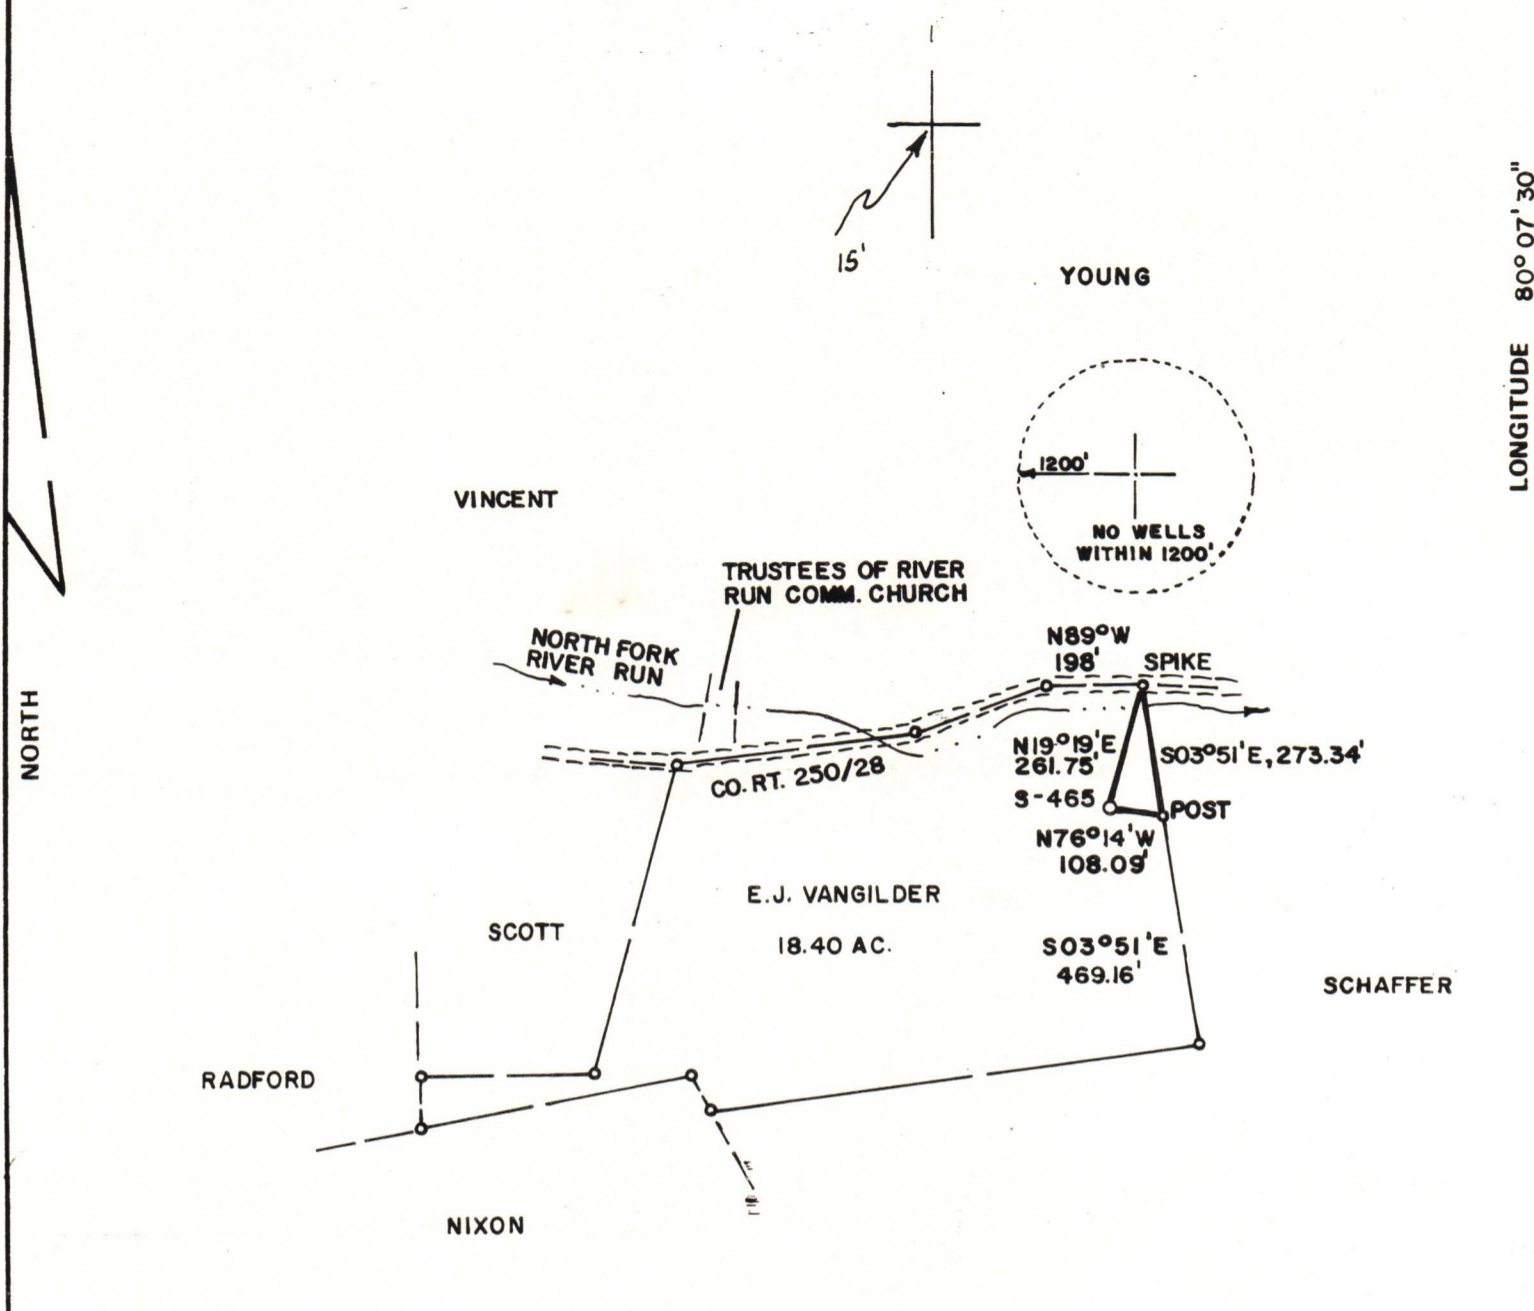 15'
YOUNG
LONGITUDE 80° 07' 30"
1200'
NO WELLS
WITHIN 1200'
VINCENT
TRUSTEES OF RIVER
RUN COMM. CHURCH
NORTH FORK
RIVER RUN
N89°W
198'
SPIKE
NORTH
N19°19'E
261.75'
S03°51'E, 273.34'
CO. RT. 250/28
S-465
POST
N76°14'W
108.09'
E.J. VANGILDER
18.40 AC.
SCOTT
S03°51'E
469.16'
SCHAFFER
RADFORD
NIXON